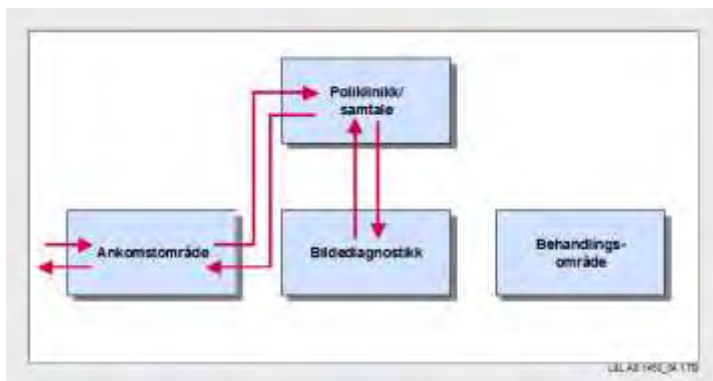 Poliklinikk/
samtale
Ankomstområde
Bildediagnostikk
Behandlings-
område